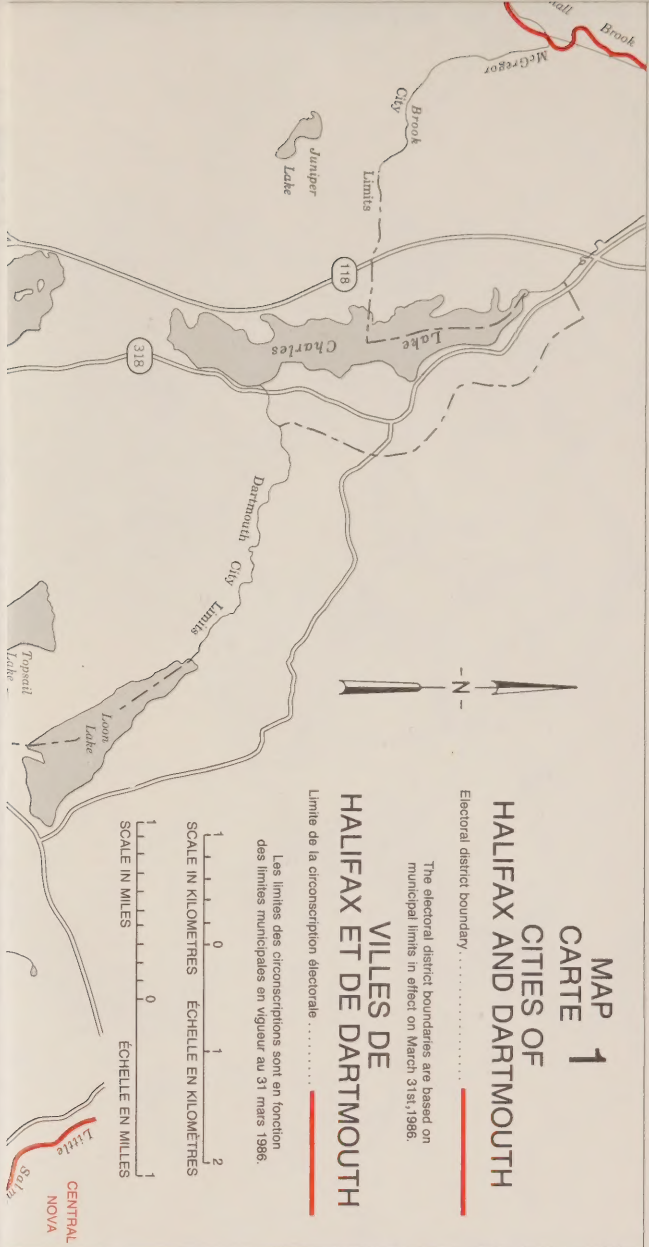 MAP
CARTE 1
CITIES OF
HALIFAX AND DARTMOUTH
Electoral district boundary . . . . . . . . . . . . . . .
The electoral district boundaries are based on
municipal limits in effect on March 31st, 1986.
VILLES DE
HALIFAX ET DE DARTMOUTH
Limite de la circonscription électorale . . . . . . . . .
Les limites des circonscriptions sont en fonction
des limites municipales en vigueur au 31 mars 1986.
1 0 1 2
SCALE IN KILOMETRES ÉCHELLE EN KILOMÈTRES
1 0 1
SCALE IN MILES ÉCHELLE EN MILLES
-N-
Brook
McGregor
Brook
City
Limits
Juniper
Lake
118
Lake
Charles
318
Dartmouth
City
Limits
Loon
Lake
Topsail
Lake
Little
CENTRAL
NOVA